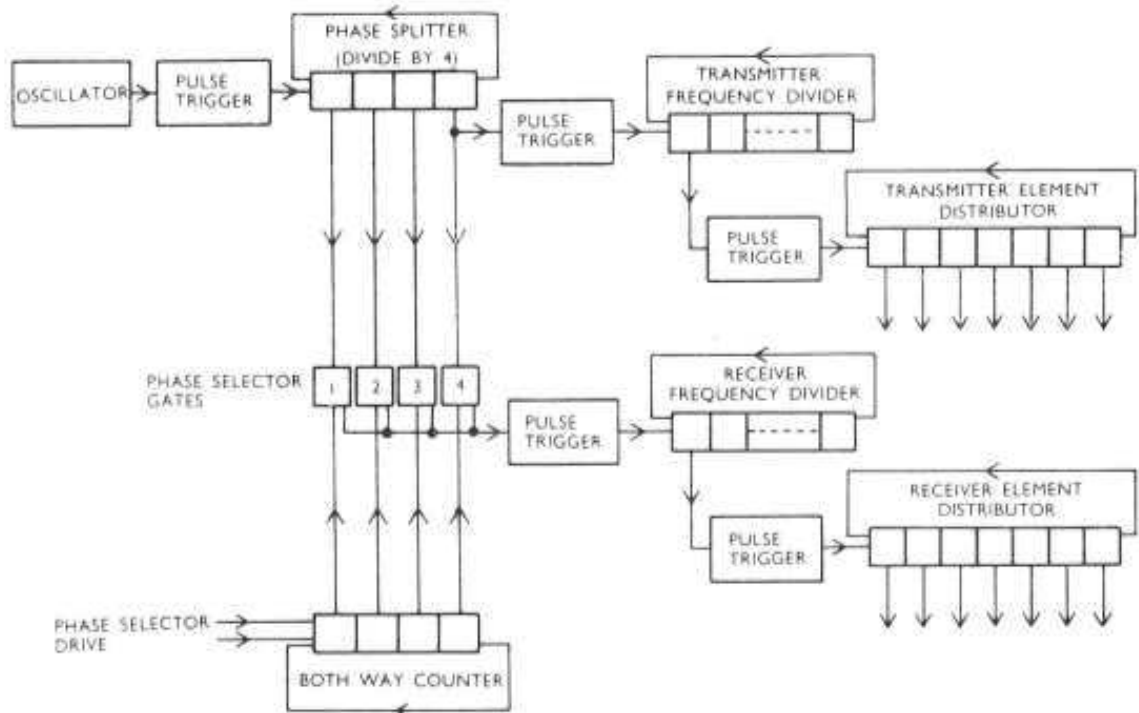 PHASE SPLITTER
(DIVIDE BY 4)
OSCILLATOR
PULSE
TRIGGER
TRANSMITTER
FREQUENCY DIVIDER
PULSE
TRIGGER
TRANSMITTER ELEMENT
DISTRIBUTOR
PULSE
TRIGGER
PHASE SELECTOR
GATES
1 2 3 4
RECEIVER
FREQUENCY DIVIDER
PULSE
TRIGGER
RECEIVER ELEMENT
DISTRIBUTOR
PULSE
TRIGGER
PHASE SELECTOR
DRIVE
BOTH WAY COUNTER